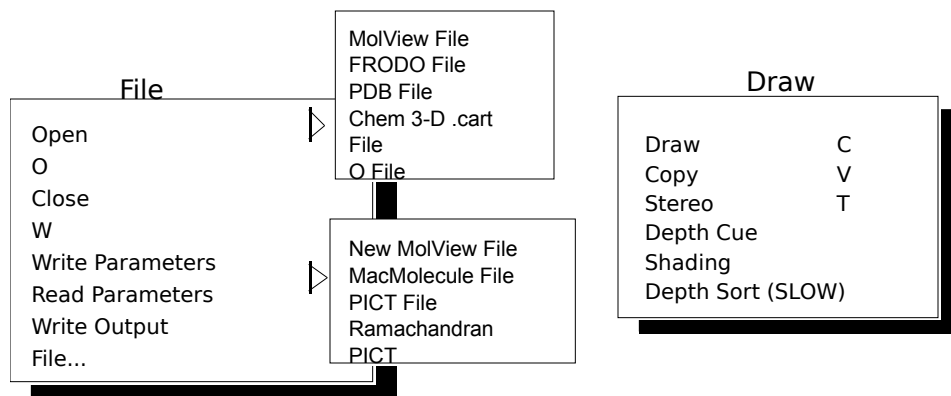 File
Open
O
Close
W
Write Parameters
Read Parameters
Write Output
File...
MolView File
FRODO File
PDB File
Chem 3-D .cart
File
O File
New MolView File
MacMolecule File
PICT File
Ramachandran
PICT
Draw
Draw C
Copy V
Stereo T
Depth Cue
Shading
Depth Sort (SLOW)